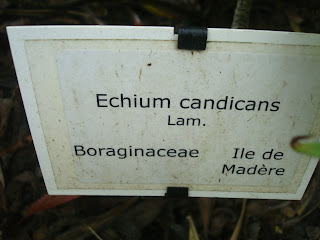 Echium candicans
Lam.
Boraginaceae Ile de
Madère